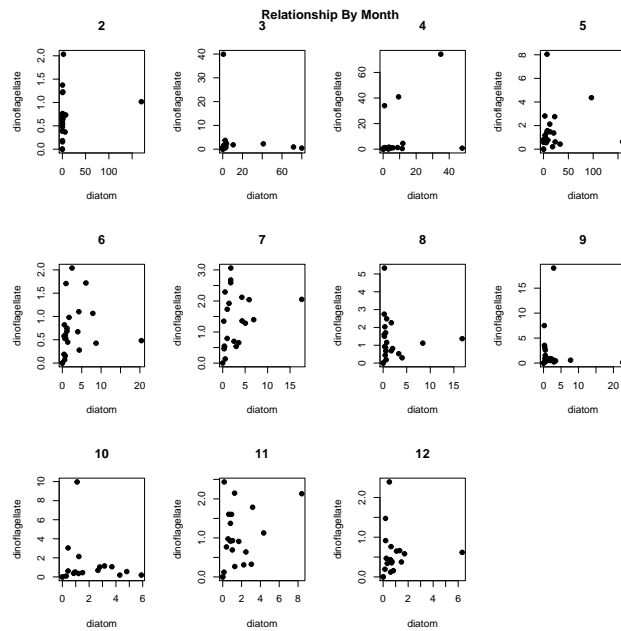 Relationship By Month
2
3
4
5
dinoflagellate
0.0 0.5 1.0 1.5 2.0
0 50 100
diatom
dinoflagellate
0 10 20 30 40
0 20 40 60
diatom
dinoflagellate
0 20 40 60
0 10 20 30 40
diatom
dinoflagellate
0 2 4 6 8
0 50 100
diatom
6
7
8
9
dinoflagellate
0.0 0.5 1.0 1.5 2.0
0 5 10 15 20
diatom
dinoflagellate
0.0 1.0 2.0 3.0
0 5 10 15
diatom
dinoflagellate
0 1 2 3 4 5
0 5 10 15
diatom
dinoflagellate
0 5 10 15
0 5 10 15 20
diatom
10
11
12
dinoflagellate
0 2 4 6 8 10
0 1 2 3 4 5 6
diatom
dinoflagellate
0.0 1.0 2.0
0 2 4 6 8
diatom
dinoflagellate
0.0 1.0 2.0
0 2 4 6
diatom